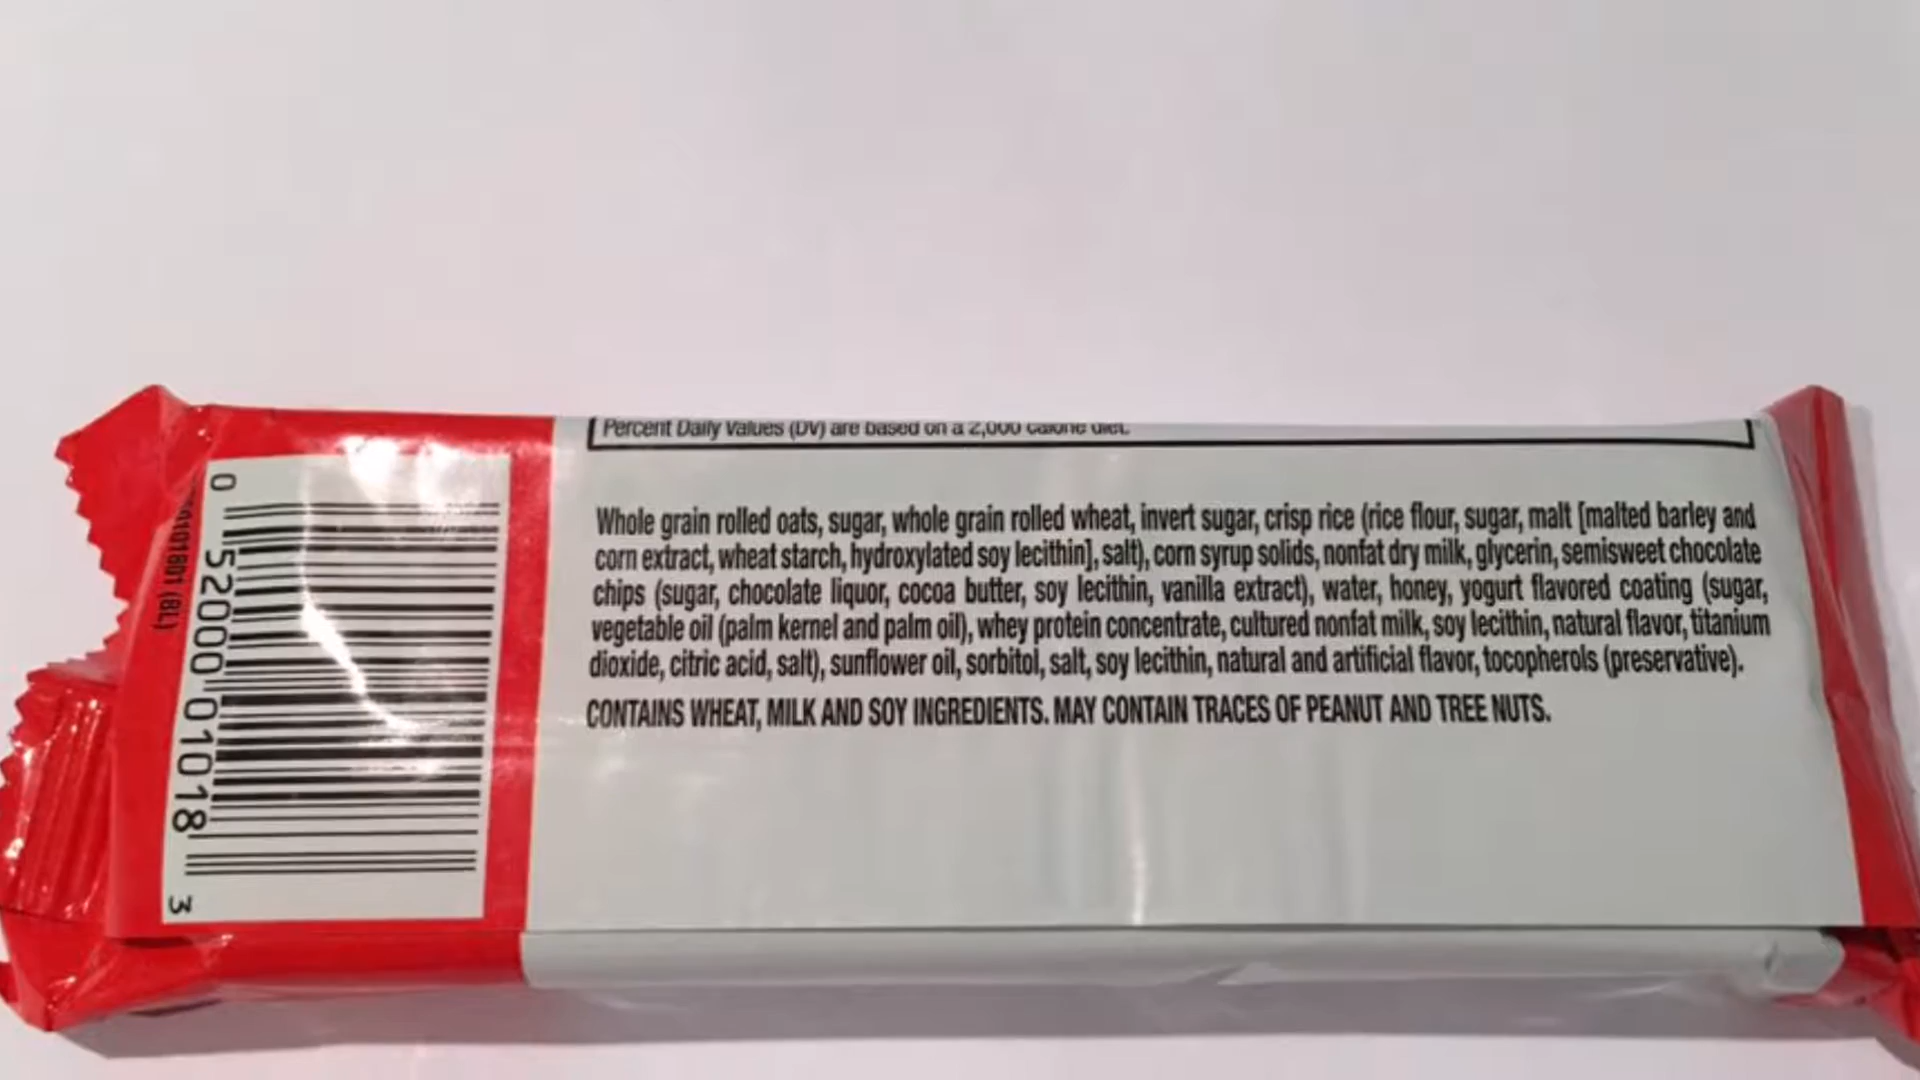 Percent Daily Values (DV) are based on a 2,000 calorie diet.
Whole grain rolled oats, sugar, whole grain rolled wheat, invert sugar, crisp rice (rice flour, sugar, malt [malted barley and
corn extract, wheat starch, hydroxylated soy lecithin], salt), corn syrup solids, nonfat dry milk, glycerin, semisweet chocolate
chips (sugar, chocolate liquor, cocoa butter, soy lecithin, vanilla extract), water, honey, yogurt flavored coating (sugar,
vegetable oil (palm kernel and palm oil), whey protein concentrate, cultured nonfat milk, soy lecithin, natural flavor, titanium
dioxide, citric acid, salt), sunflower oil, sorbitol, salt, soy lecithin, natural and artificial flavor, tocopherols (preservative).
CONTAINS WHEAT, MILK AND SOY INGREDIENTS. MAY CONTAIN TRACES OF PEANUT AND TREE NUTS.
0 52000 01018 3